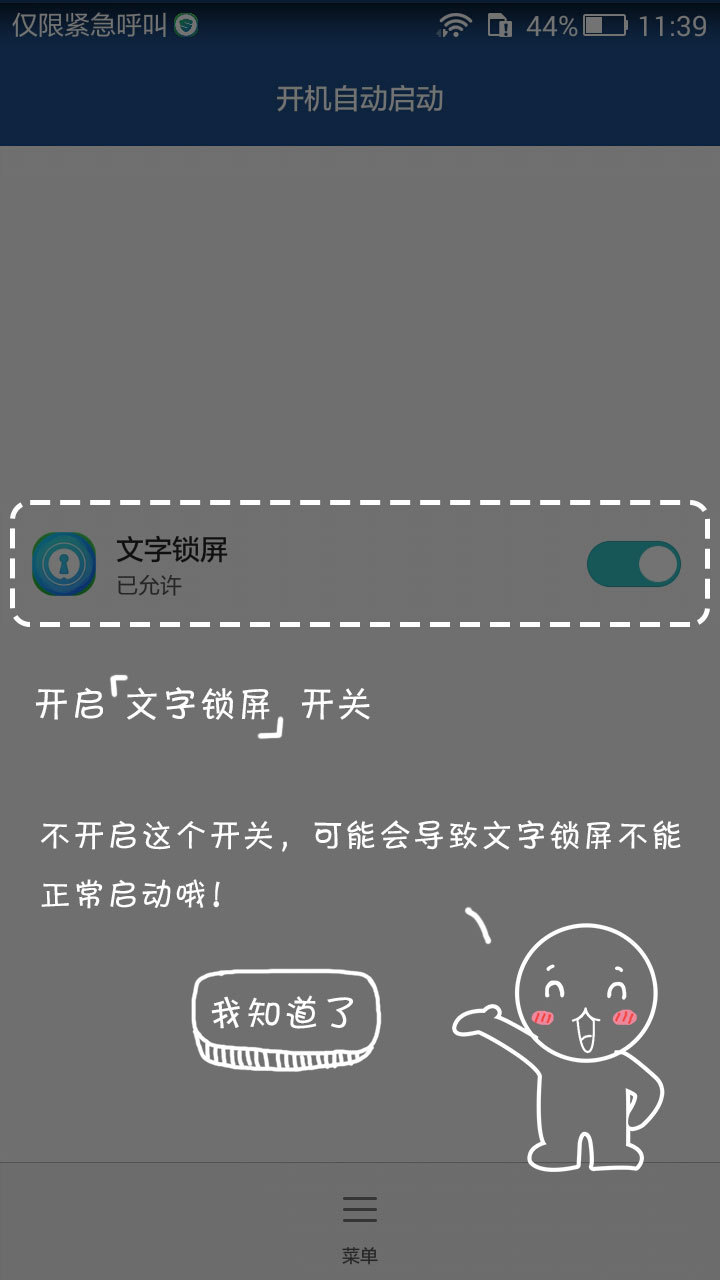 仅限紧急呼叫 44% 11:39
开机自动启动
文字锁屏
已允许
开启「文字锁屏」开关
不开启这个开关，可能会导致文字锁屏不能
正常启动哦！
我知道了
菜单